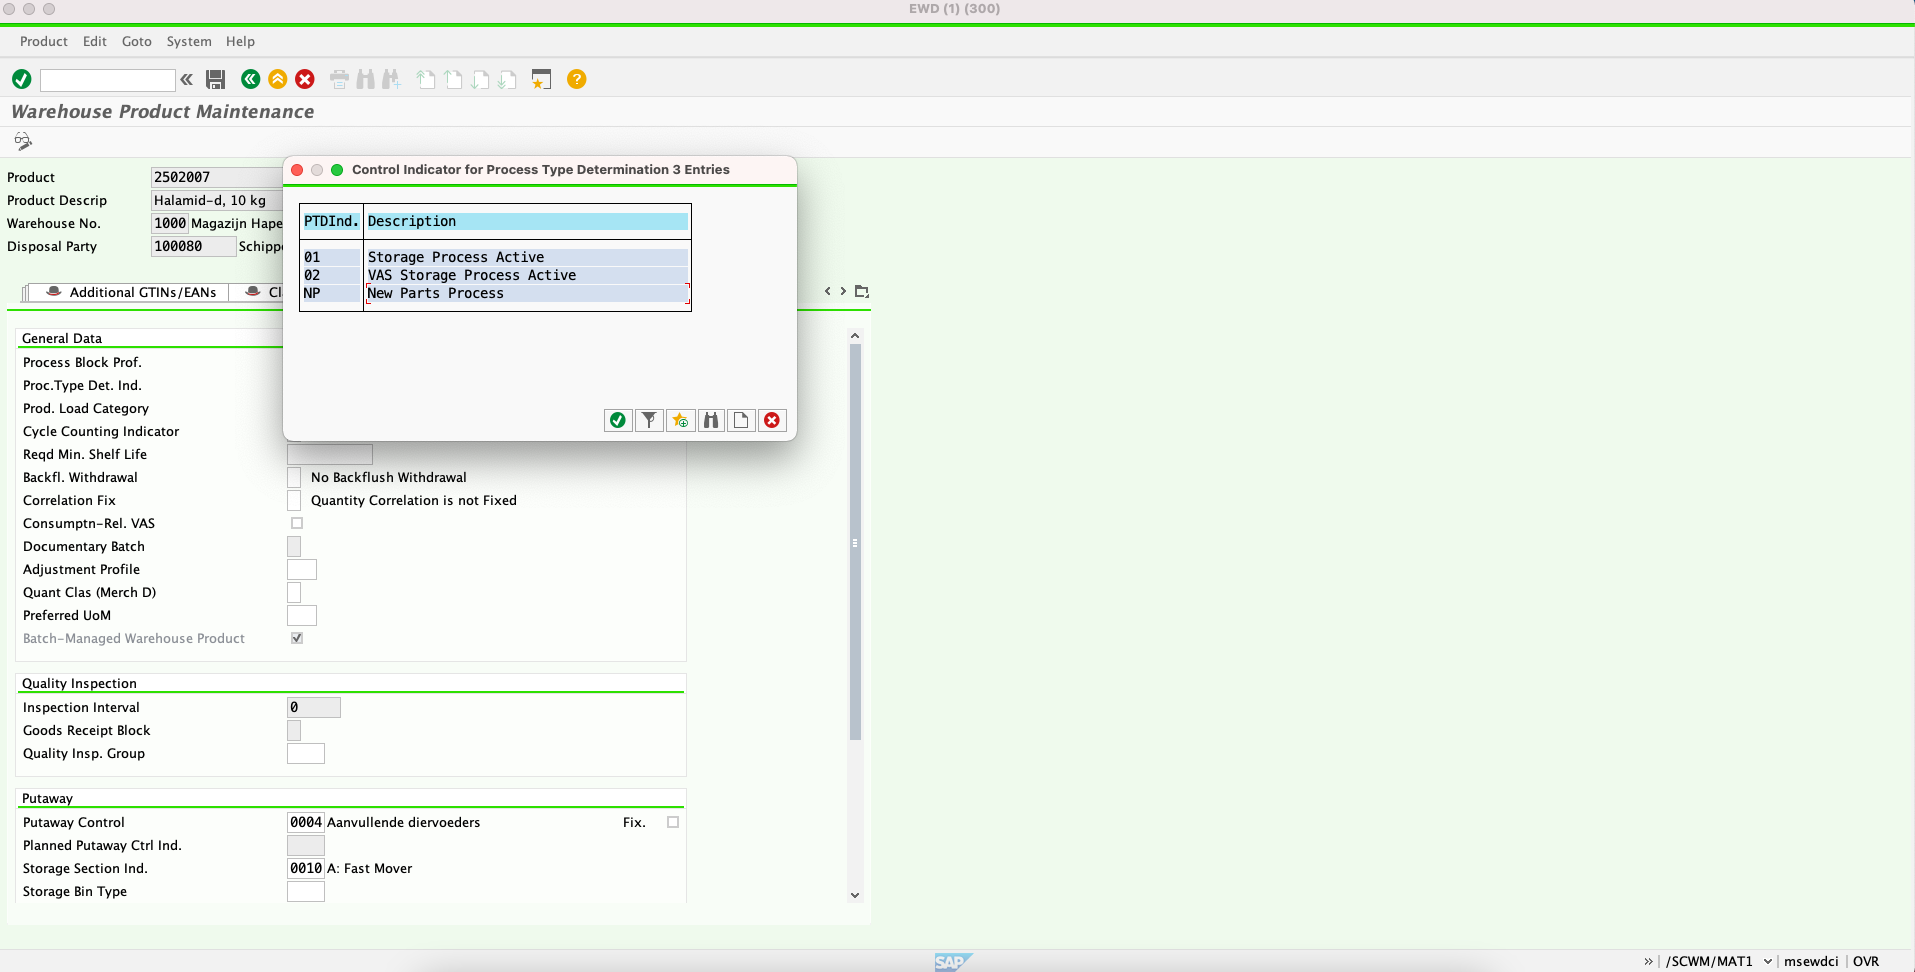 EWD (1) (300)
Product Edit Goto System Help
Warehouse Product Maintenance
Control Indicator for Process Type Determination 3 Entries
Product 2502007
Product Descrip Halamid-d, 10 kg
Warehouse No. 1000 Magazijn Hape
Disposal Party 100080 Schipp
PTDInd. Description
01 Storage Process Active
02 VAS Storage Process Active
NP New Parts Process
Additional GTINs/EANs Cl
General Data
Process Block Prof.
Proc.Type Det. Ind.
Prod. Load Category
Cycle Counting Indicator
Reqd Min. Shelf Life
Backfl. Withdrawal No Backflush Withdrawal
Correlation Fix Quantity Correlation is not Fixed
Consumptn-Rel. VAS
Documentary Batch
Adjustment Profile
Quant Clas (Merch D)
Preferred UoM
Batch-Managed Warehouse Product
Quality Inspection
Inspection Interval 0
Goods Receipt Block
Quality Insp. Group
Putaway
Putaway Control 0004 Aanvullende diervoeders Fix.
Planned Putaway Ctrl Ind.
Storage Section Ind. 0010 A: Fast Mover
Storage Bin Type
SAP » /SCWM/MAT1 msewdci OVR